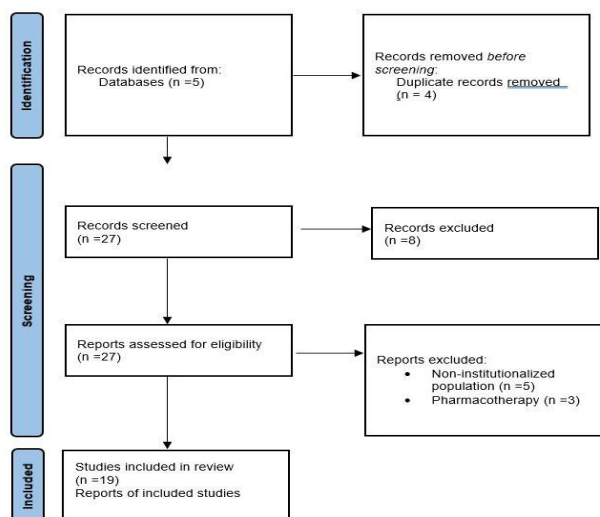 Identification
Records identified from:
Databases (n =5)
Records removed before
screening:
Duplicate records removed
(n = 4)
Screening
Records screened
(n =27)
Records excluded
(n =8)
Reports assessed for eligibility
(n =27)
Reports excluded:
• Non-institutionalized
population (n =5)
• Pharmacotherapy (n =3)
Included
Studies included in review
(n =19)
Reports of included studies